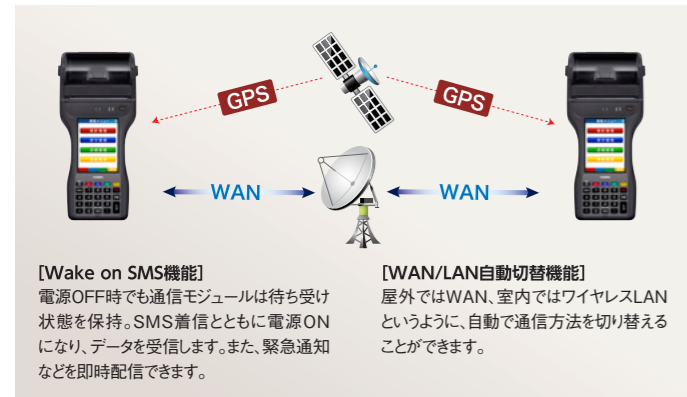 GPS
GPS
WAN
WAN
[Wake on SMS機能]
電源OFF時でも通信モジュールは待ち受け
状態を保持。SMS着信とともに電源ON
になり、データを受信します。また、緊急通知
などを即時配信できます。
[WAN/LAN自動切替機能]
屋外ではWAN、室内ではワイヤレスLAN
というように、自動で通信方法を切り替える
ことができます。